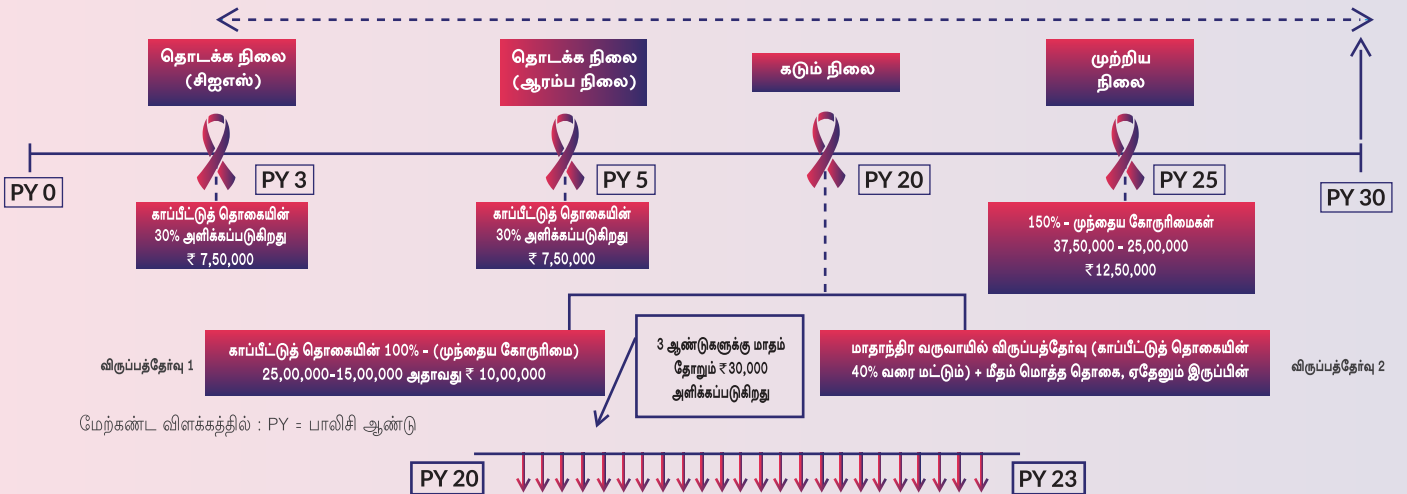 தொடக்க நிலை
(சிஐஎஸ்)
தொடக்க நிலை
(ஆரம்ப நிலை)
கடும் நிலை
முற்றிய
நிலை
PY 0
PY 3
PY 5
PY 20
PY 25
PY 30
காப்பீட்டுத் தொகையின்
30% அளிக்கப்படுகிறது
₹ 7,50,000
காப்பீட்டுத் தொகையின்
30% அளிக்கப்படுகிறது
₹ 7,50,000
150% - முந்தைய கோருரிமைகள்
37,50,000 - 25,00,000
₹12,50,000
விருப்பத்தேர்வு 1
காப்பீட்டுத் தொகையின் 100% - (முந்தைய கோருரிமை)
25,00,000-15,00,000 அதாவது ₹ 10,00,000
3 ஆண்டுகளுக்கு மாதம்
தோறும் ₹30,000
அளிக்கப்படுகிறது
மாதாந்திர வருவாயில் விருப்பத்தேர்வு (காப்பீட்டுத் தொகையின்
40% வரை மட்டும்) + மீதம் மொத்த தொகை, ஏதேனும் இருப்பின்
விருப்பத்தேர்வு 2
மேற்கண்ட விளக்கத்தில் : PY = பாலிசி ஆண்டு
PY 20
PY 23